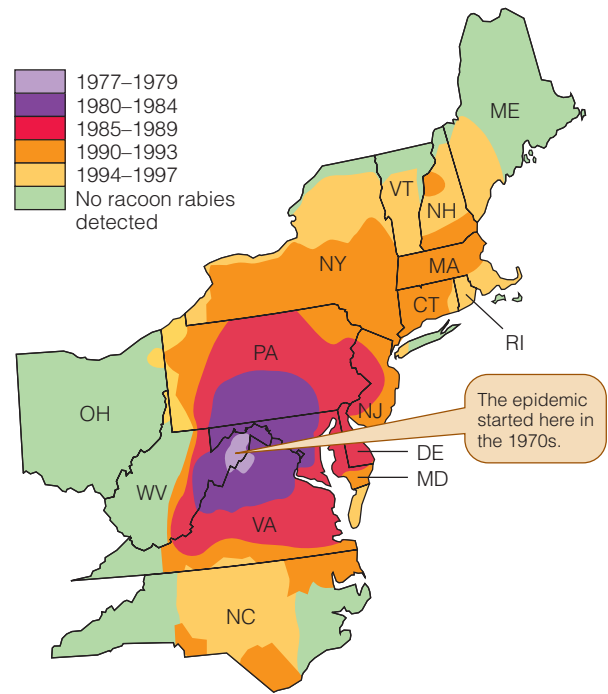 1977–1979
1980–1984
1985–1989
1990–1993
1994–1997
No racoon rabies
detected
ME
VT
NH
NY
MA
CT
RI
PA
OH
NJ
The epidemic
started here in
the 1970s.
DE
MD
WV
VA
NC